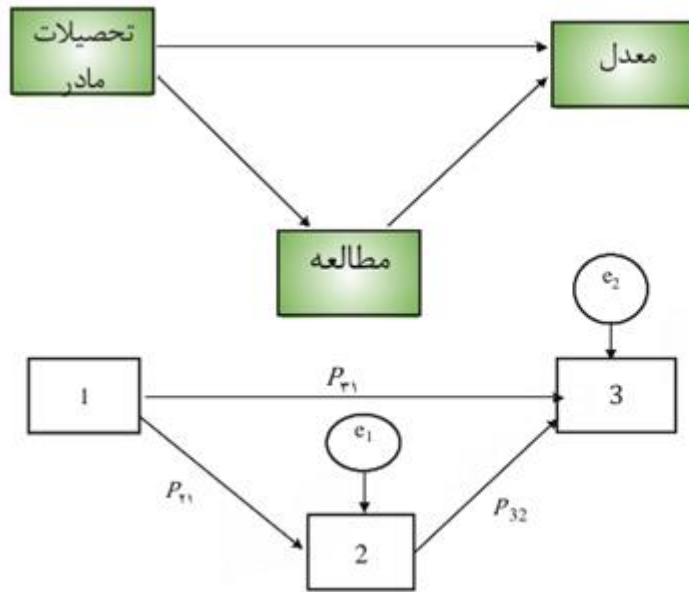 تحصیلات
مادر
معدل
مطالعه
e₂
1
P₃₁
3
e₁
P₂₁
P₃₂
2